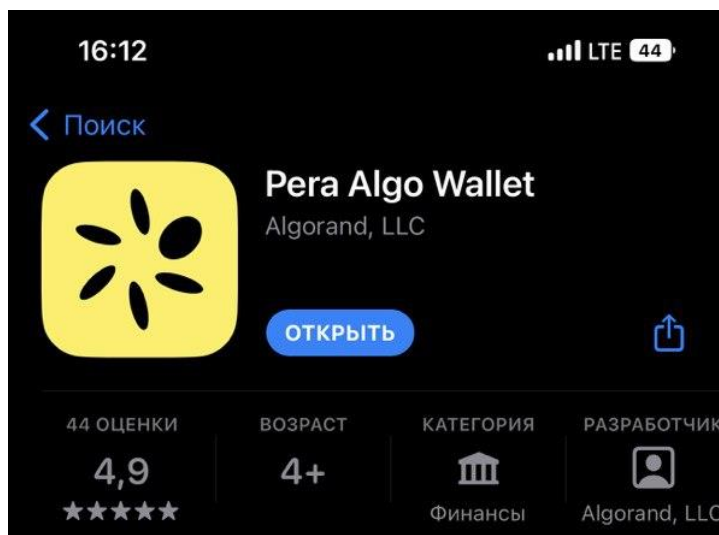 16:12
LTE 44
Поиск
Pera Algo Wallet
Algorand, LLC
ОТКРЫТЬ
44 ОЦЕНКИ
ВОЗРАСТ
КАТЕГОРИЯ
РАЗРАБОТЧИК
4,9
4+
Финансы
Algorand, LLC